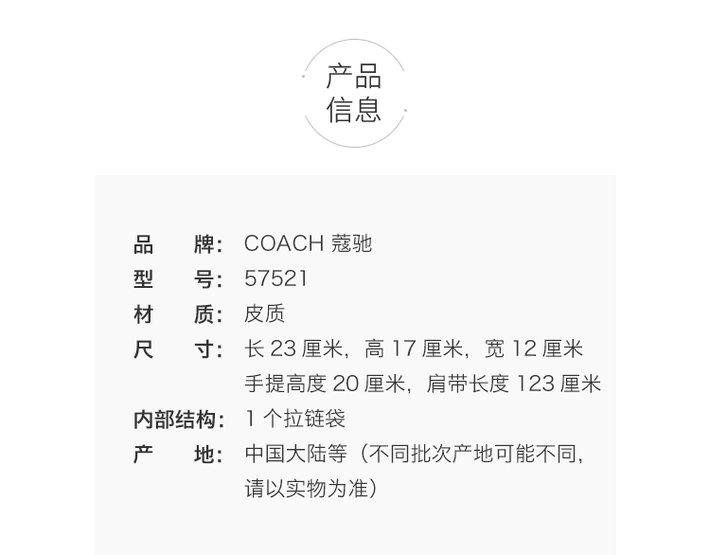 产品
信息
品 牌： COACH 蔻驰
型 号： 57521
材 质： 皮质
尺 寸： 长 23 厘米，高 17 厘米，宽 12 厘米
手提高度 20 厘米，肩带长度 123 厘米
内部结构： 1 个拉链袋
产 地： 中国大陆等（不同批次产地可能不同，
请以实物为准）